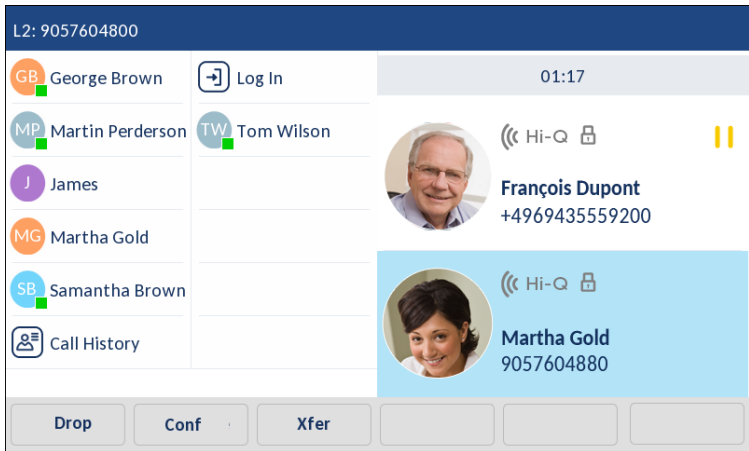 L2: 9057604800
GB George Brown
MP Martin Perderson
J James
MG Martha Gold
SB Samantha Brown
Call History
Log In
TW Tom Wilson
01:17
Hi-Q
François Dupont
+4969435559200
Hi-Q
Martha Gold
9057604880
Drop
Conf
Xfer